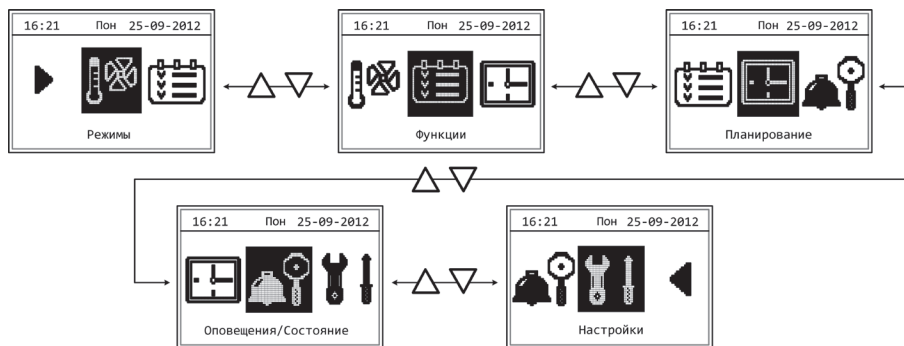 16:21 Пон 25-09-2012
Режимы
16:21 Пон 25-09-2012
Функции
16:21 Пон 25-09-2012
Планирование
16:21 Пон 25-09-2012
Оповещения/Состояние
16:21 Пон 25-09-2012
Настройки